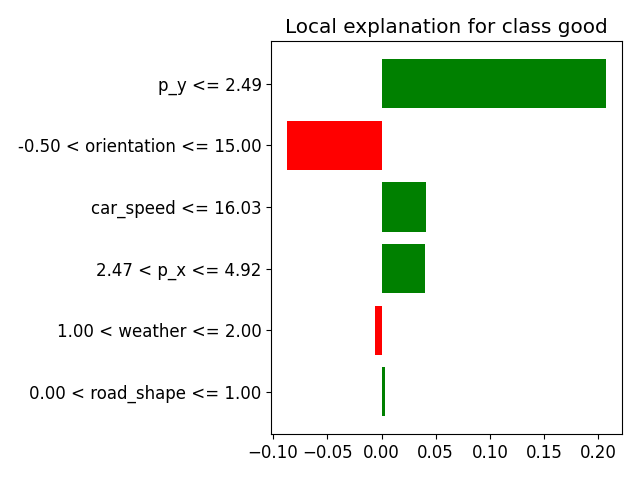 Local explanation for class good
p_y <= 2.49
-0.50 < orientation <= 15.00
car_speed <= 16.03
2.47 < p_x <= 4.92
1.00 < weather <= 2.00
0.00 < road_shape <= 1.00
−0.10 −0.05 0.00 0.05 0.10 0.15 0.20